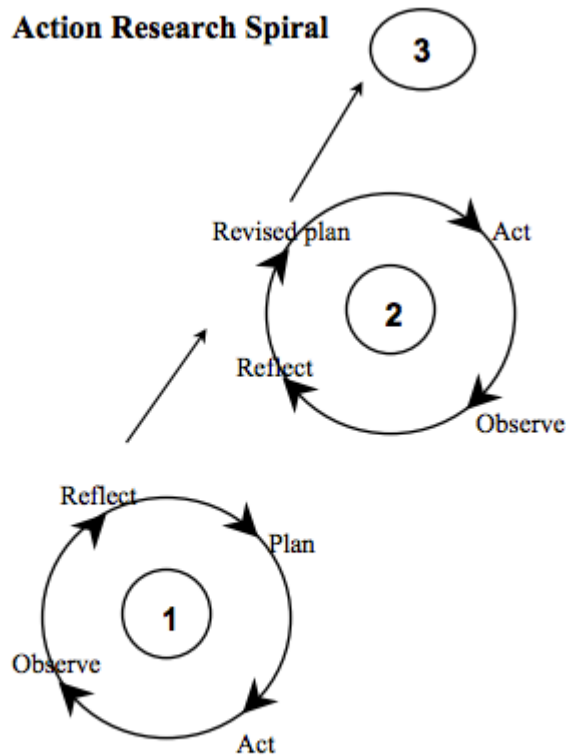 Action Research Spiral
3
Revised plan
Act
2
Reflect
Observe
Reflect
Plan
1
Observe
Act